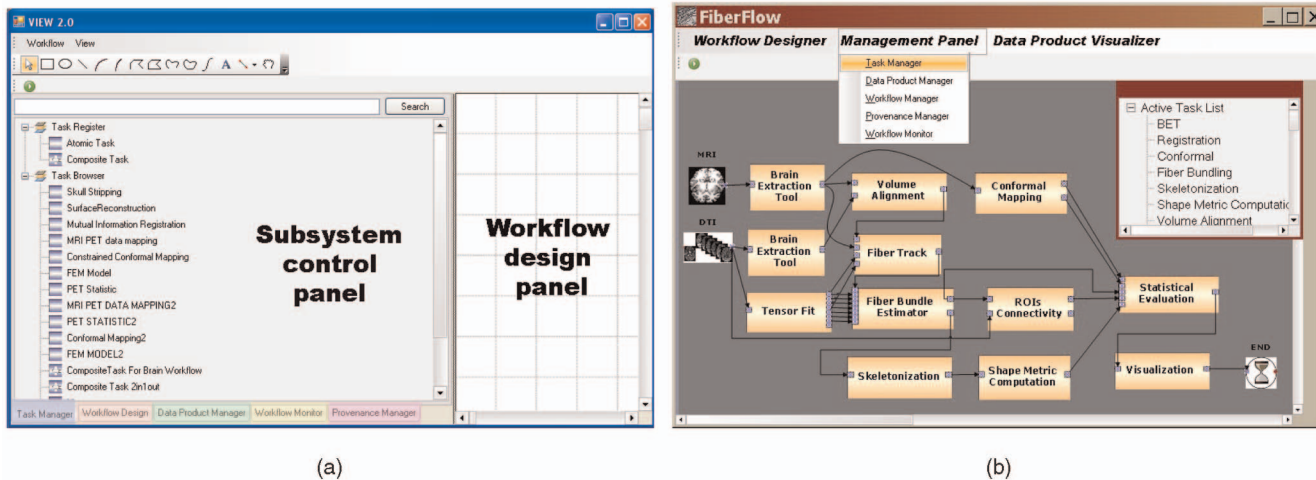 VIEW 2.0
Workflow View
A
Search
Task Register
Atomic Task
Composite Task
Task Browser
Skull Stripping
SurfaceReconstruction
Mutual Information Registration
MRI PET data mapping
Constrained Conformal Mapping
FEM Model
PET Statistic
MRI PET DATA MAPPING2
PET STATISTIC2
Conformal Mapping2
FEM MODEL2
CompositeTask For Brain Workflow
Composite Task 2in1out
Subsystem
control
panel
Workflow
design
panel
Task Manager Workflow Design Data Product Manager Workflow Monitor Provenance Manager
(a)
FiberFlow
Workflow Designer Management Panel Data Product Visualizer
Task Manager
Data Product Manager
Workflow Manager
Provenance Manager
Workflow Monitor
Active Task List
BET
Registration
Conformal
Fiber Bundling
Skeletonization
Shape Metric Computatic
Volume Alignment
MRI
Brain
Extraction
Tool
Volume
Alignment
Conformal
Mapping
DTI
Brain
Extraction
Tool
Fiber Track
Tensor Fit
Fiber Bundle
Estimator
ROIs
Connectivity
Statistical
Evaluation
Skeletonization
Shape Metric
Computation
Visualization
END
(b)